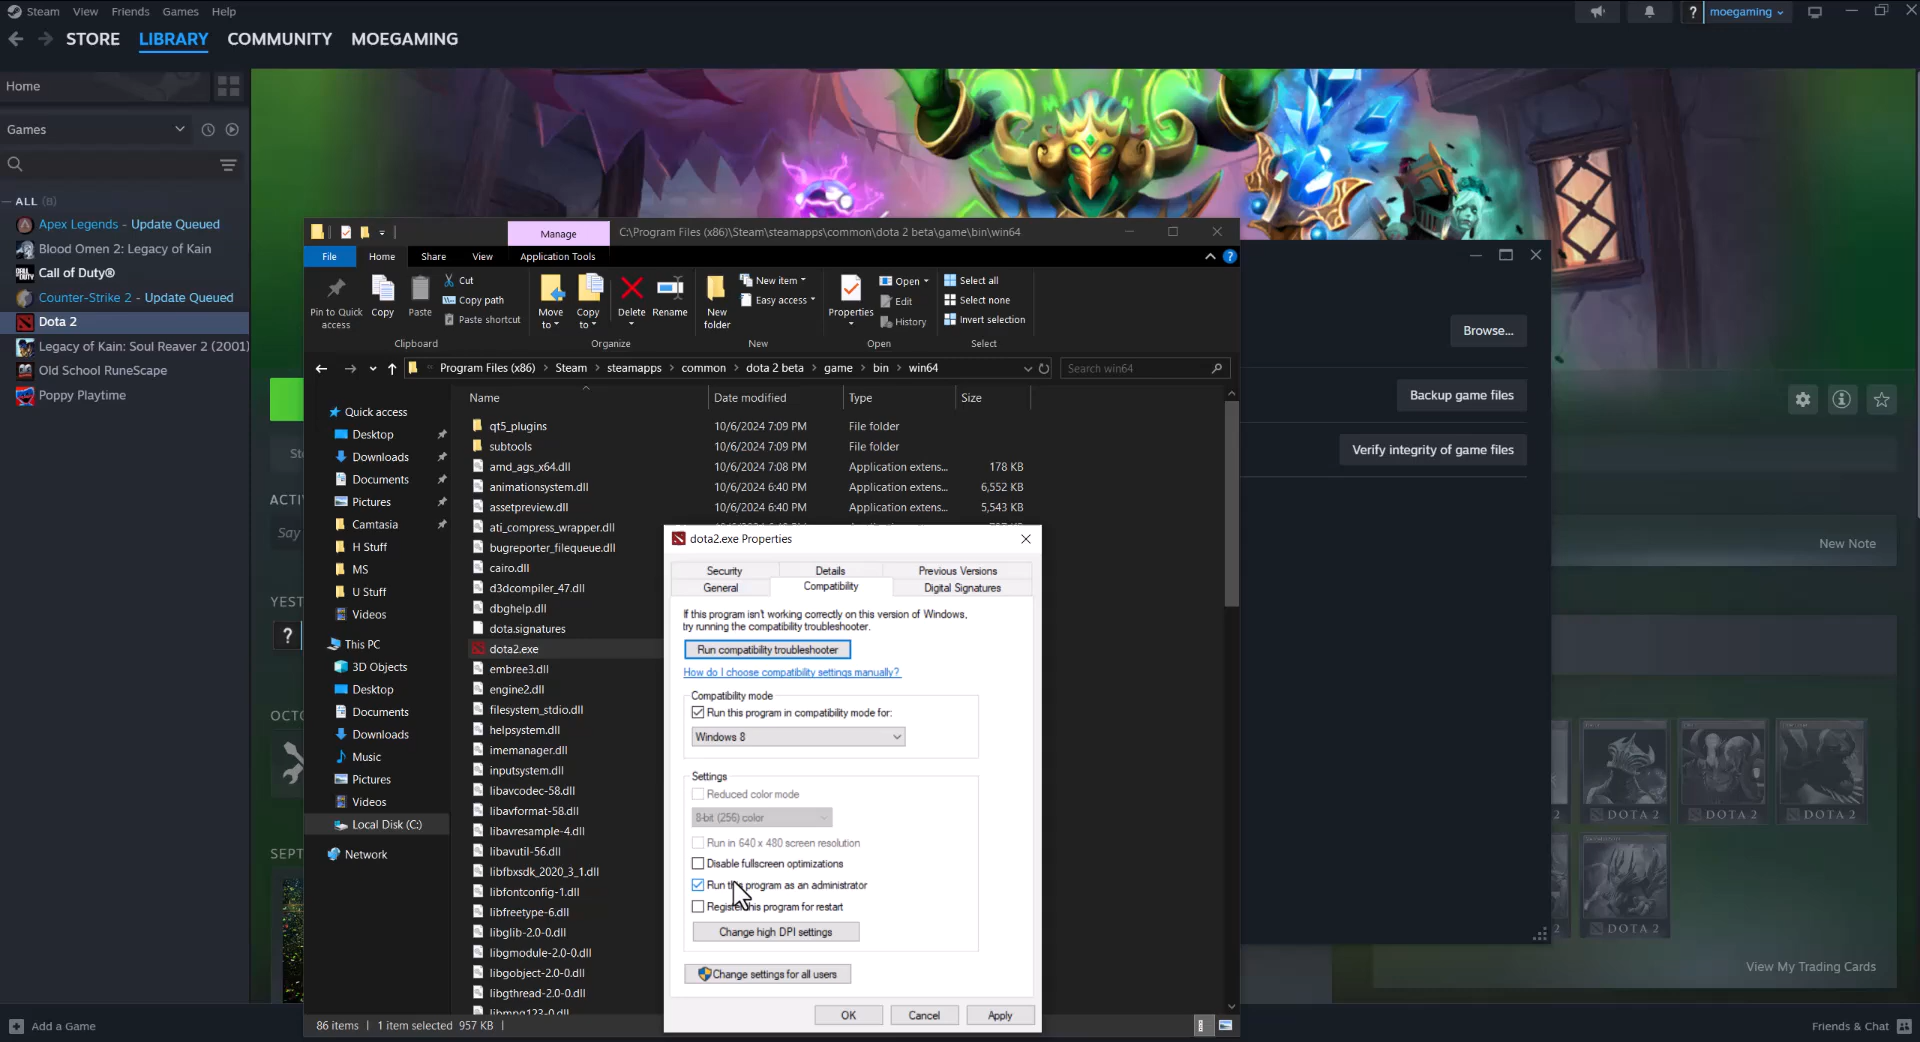 Steam View Friends Games Help
moegaming
STORE LIBRARY COMMUNITY MOEGAMING
Home
Games
ALL (8)
Apex Legends - Update Queued
Blood Omen 2: Legacy of Kain
Call of Duty®
Counter-Strike 2 - Update Queued
Dota 2
Legacy of Kain: Soul Reaver 2 (2001)
Old School RuneScape
Poppy Playtime
Add a Game
Manage
C:\Program Files (x86)\Steam\steamapps\common\dota 2 beta\game\bin\win64
File Home Share View Application Tools
Pin to Quick access
Copy
Paste
Cut
Copy path
Paste shortcut
Clipboard
Move to
Copy to
Delete
Rename
Organize
New folder
New item
Easy access
New
Properties
Open
Edit
History
Open
Select all
Select none
Invert selection
Select
Program Files (x86) Steam steamapps common dota 2 beta game bin win64
Search win64
Quick access
Desktop
Downloads
Documents
Pictures
Camtasia
H Stuff
MS
U Stuff
Videos
This PC
3D Objects
Desktop
Documents
Downloads
Music
Pictures
Videos
Local Disk (C:)
Network
Name Date modified Type Size
qt5_plugins 10/6/2024 7:09 PM File folder
subtools 10/6/2024 7:09 PM File folder
amd_ags_x64.dll 10/6/2024 7:08 PM Application extens... 178 KB
animationsystem.dll 10/6/2024 6:40 PM Application extens... 6,552 KB
assetpreview.dll 10/6/2024 6:40 PM Application extens... 5,543 KB
ati_compress_wrapper.dll
bugreporter_filequeue.dll
cairo.dll
d3dcompiler_47.dll
dbghelp.dll
dota.signatures
dota2.exe
embree3.dll
engine2.dll
filesystem_stdio.dll
helpsystem.dll
imemanager.dll
inputsystem.dll
libavcodec-58.dll
libavformat-58.dll
libavresample-4.dll
libavutil-56.dll
libfbxsdk_2020_3_1.dll
libfontconfig-1.dll
libfreetype-6.dll
libglib-2.0-0.dll
libgmodule-2.0-0.dll
libgobject-2.0-0.dll
libgthread-2.0-0.dll
libmpg123-0.dll
86 items 1 item selected 957 KB
dota2.exe Properties
Security Details Previous Versions
General Compatibility Digital Signatures
If this program isn't working correctly on this version of Windows,
try running the compatibility troubleshooter.
Run compatibility troubleshooter
How do I choose compatibility settings manually?
Compatibility mode
Run this program in compatibility mode for:
Windows 8
Settings
Reduced color mode
8-bit (256) color
Run in 640 x 480 screen resolution
Disable fullscreen optimizations
Run this program as an administrator
Register this program for restart
Change high DPI settings
Change settings for all users
OK Cancel Apply
Browse...
Backup game files
Verify integrity of game files
St
ACTI
Say
YEST
OCTO
SEPT
New Note
DOTA 2
DOTA 2
DOTA 2
DOTA 2
View My Trading Cards
Friends & Chat